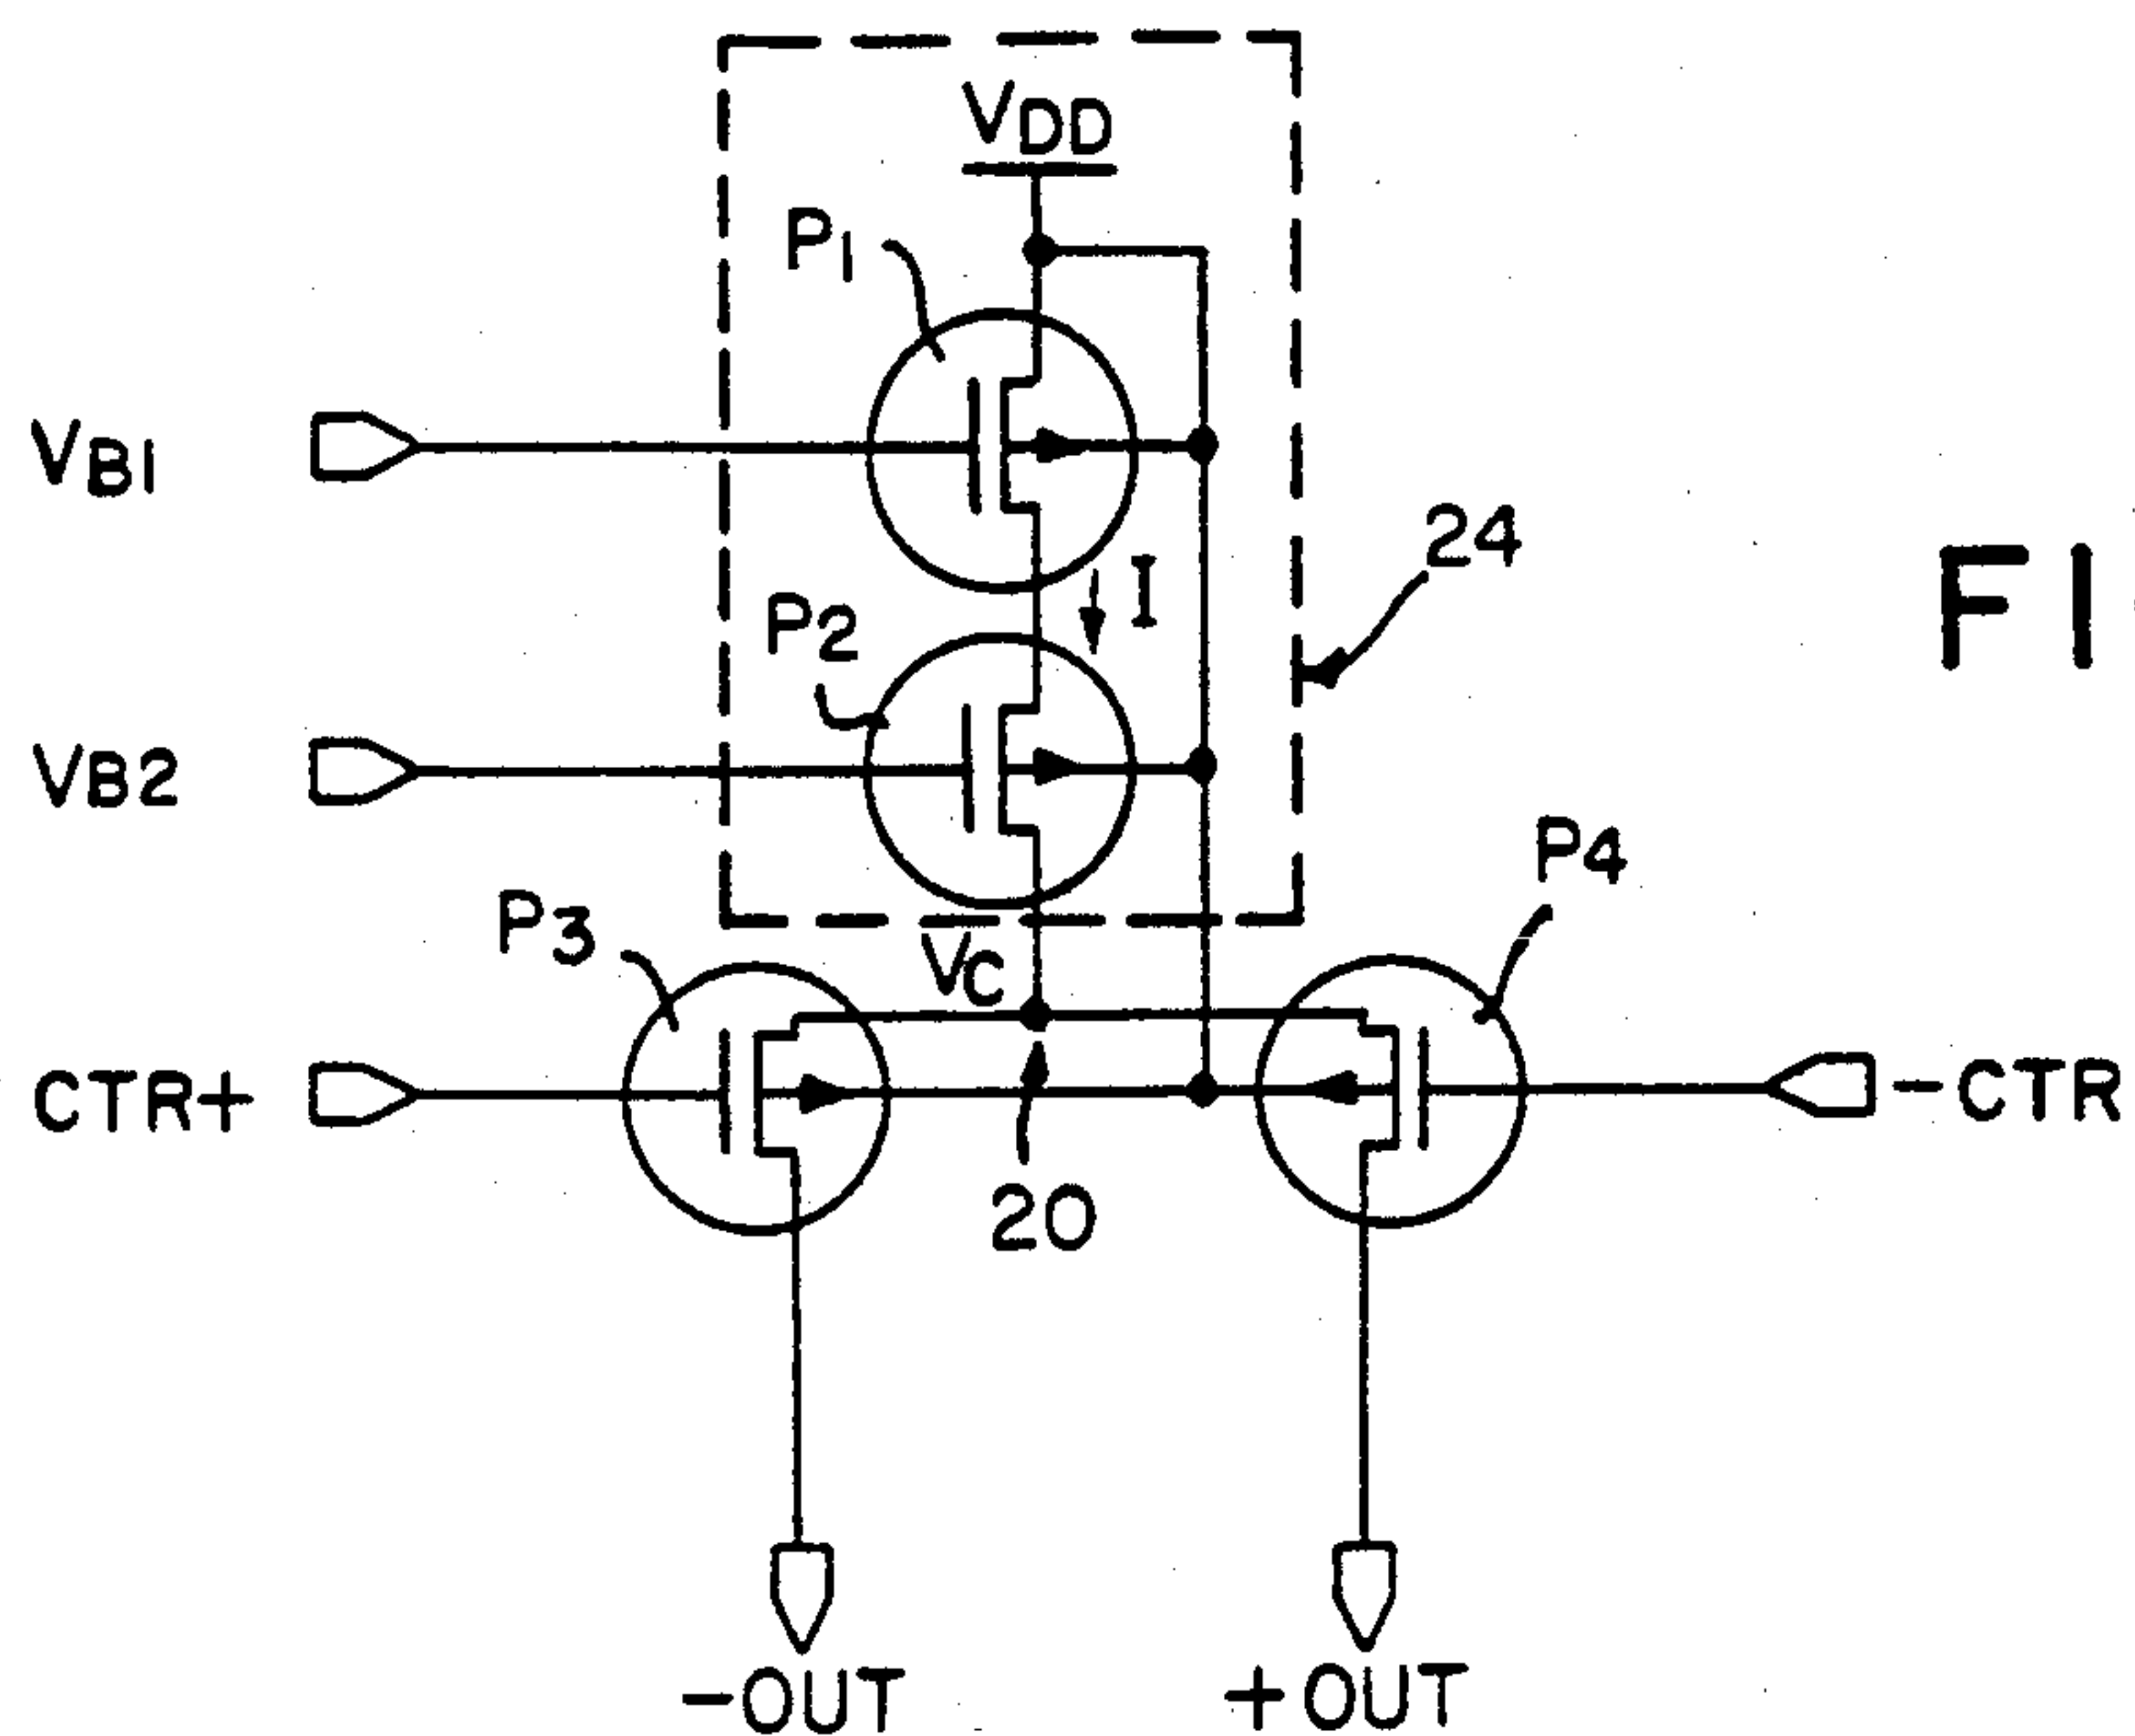 VDD
P1
VB1
24
I
FI
P2
VB2
P4
P3
VC
CTR+
-CTR
20
-OUT
+OUT